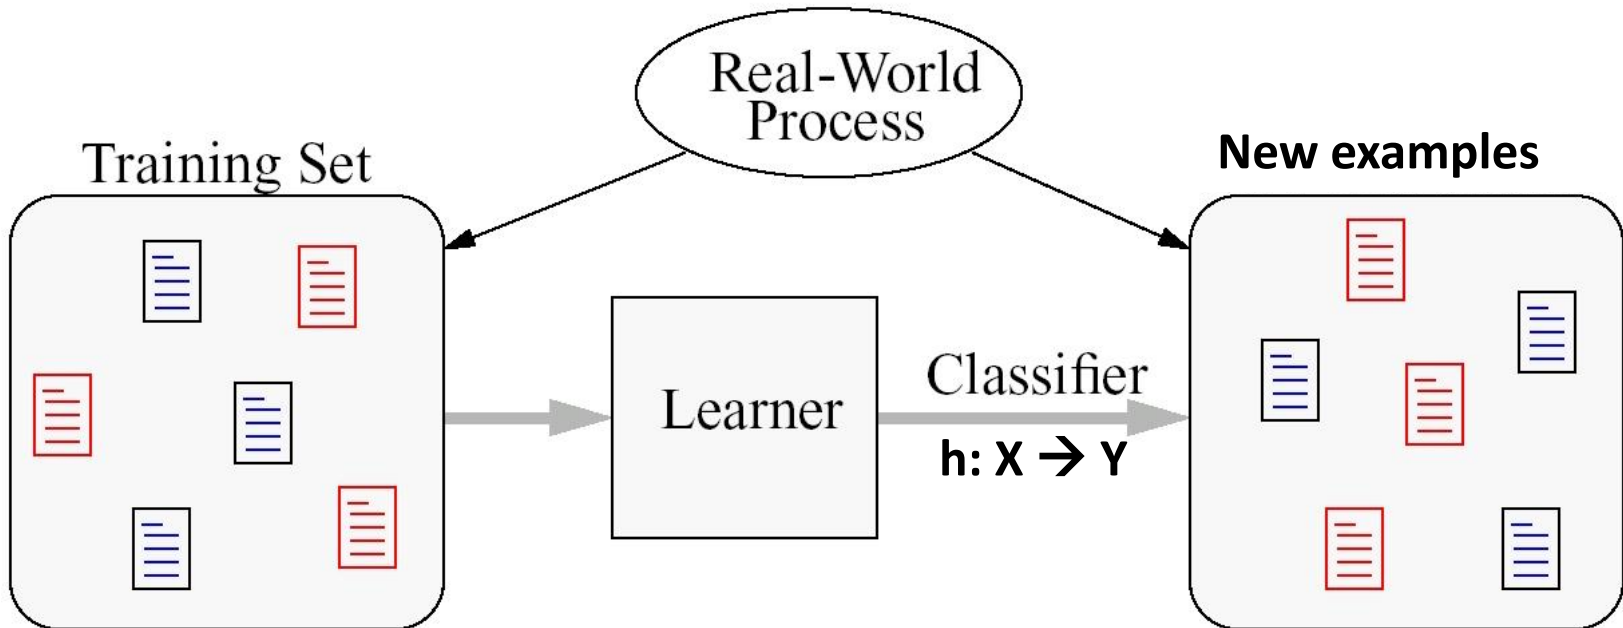 Real-World
Process
Training Set
New examples
Learner
Classifier
h: X → Y